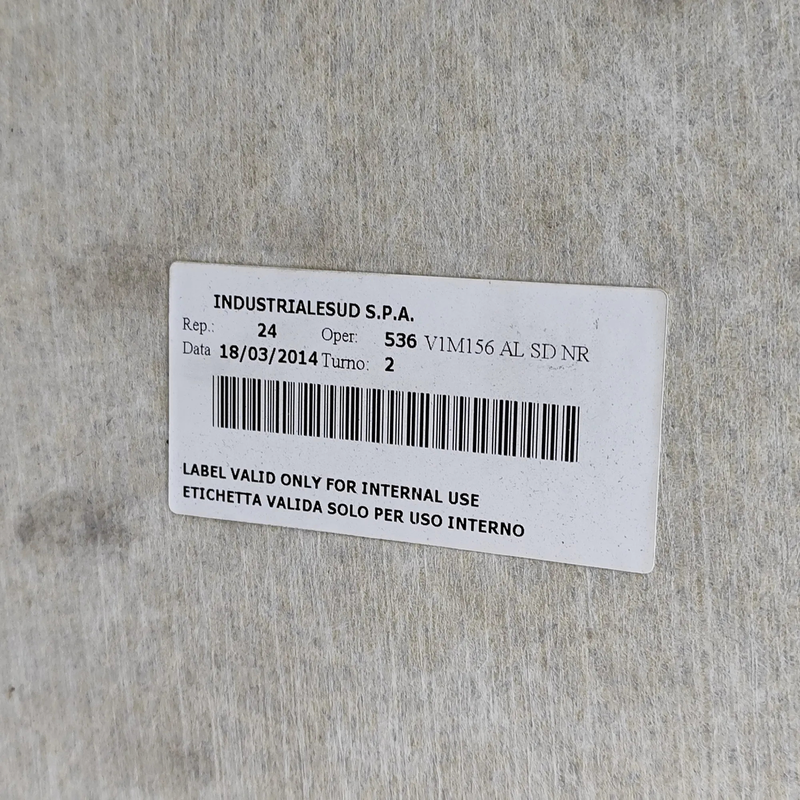 INDUSTRIALESUD S.P.A.
Rep.: 24 Oper: 536 V1M156 AL SD NR
Data 18/03/2014 Turno: 2
LABEL VALID ONLY FOR INTERNAL USE
ETICHETTA VALIDA SOLO PER USO INTERNO